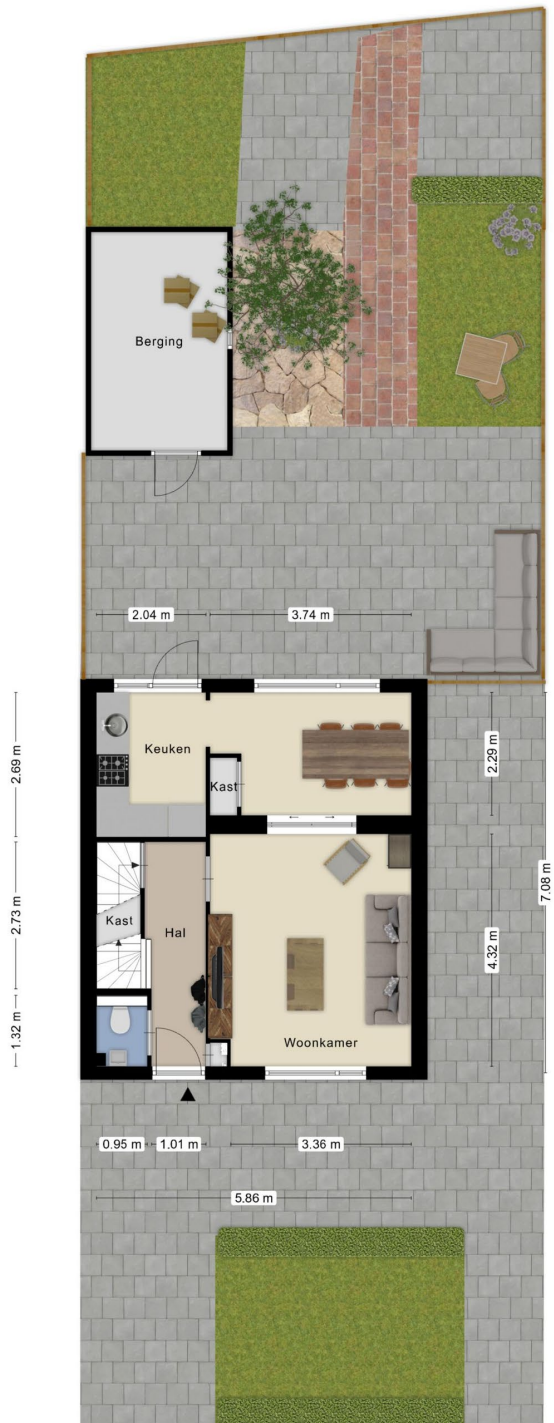 Berging
2.04 m
3.74 m
Keuken
Kast
2.69 m
2.29 m
7.08 m
Kast
Hal
2.73 m
4.32 m
1.32 m
Woonkamer
0.95 m
1.01 m
3.36 m
5.86 m